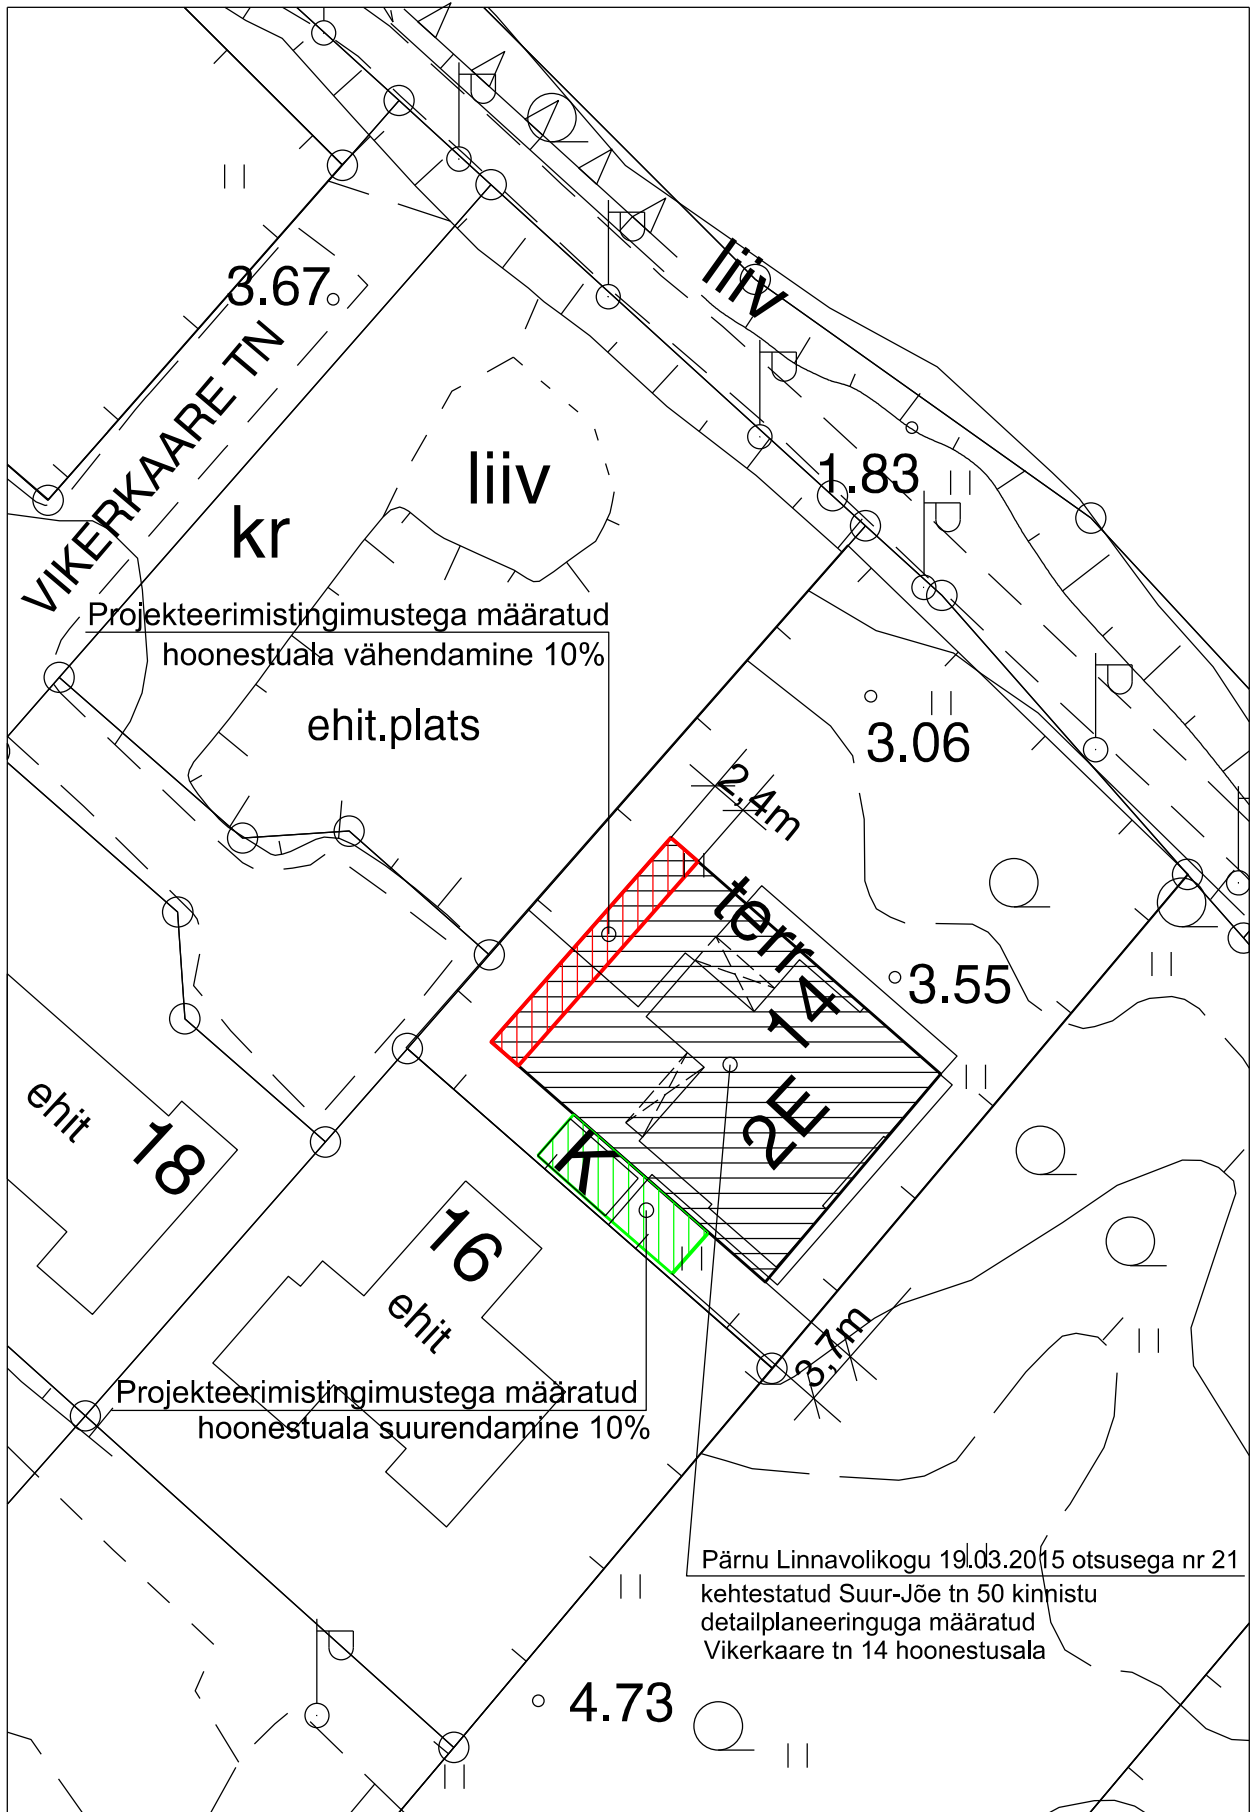 liiv
3.67
VIKERKAARE TN
liiv
1.83
kr
Projekteerimistingimustega määratud
hoonestuala vähendamine 10%
ehit.plats
3.06
2,4m
terr
14
3.55
2E
K
ehit
18
16
ehit
3,7m
Projekteerimistingimustega määratud
hoonestuala suurendamine 10%
Pärnu Linnavolikogu 19.03.2015 otsusega nr 21
kehtestatud Suur-Jõe tn 50 kinnistu
detailplaneeringuga määratud
Vikerkaare tn 14 hoonestusala
4.73